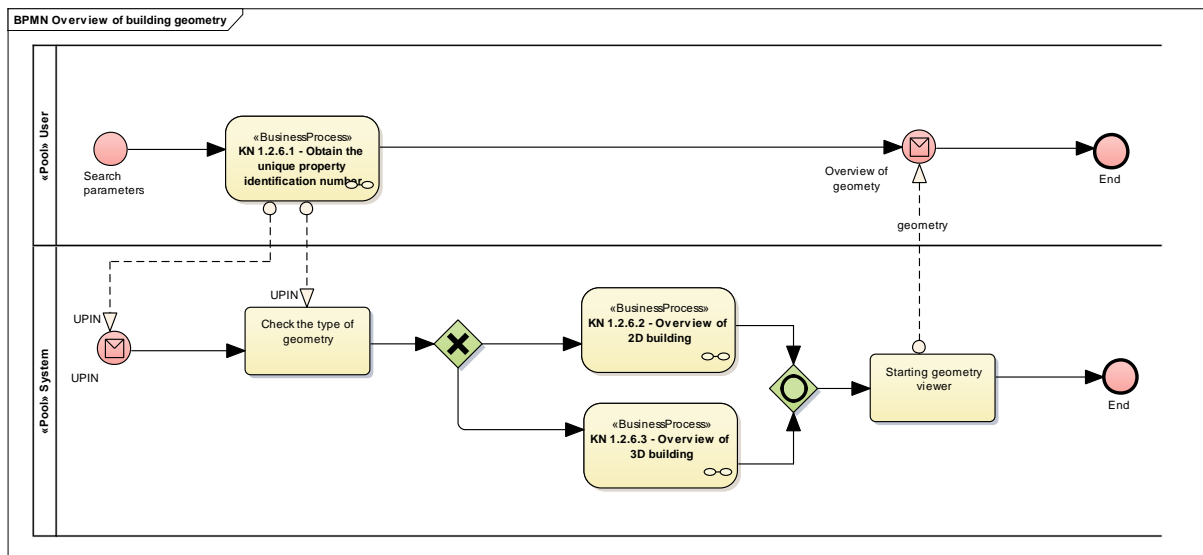 BPMN Overview of building geometry
«Pool» User
Search
parameters
«BusinessProcess»
KN 1.2.6.1 - Obtain the
unique property
identification number
Overview of
geomety
End
geometry
«Pool» System
UPIN
UPIN
UPIN
Check the type of
geometry
«BusinessProcess»
KN 1.2.6.2 - Overview of
2D building
«BusinessProcess»
KN 1.2.6.3 - Overview of
3D building
Starting geometry
viewer
End